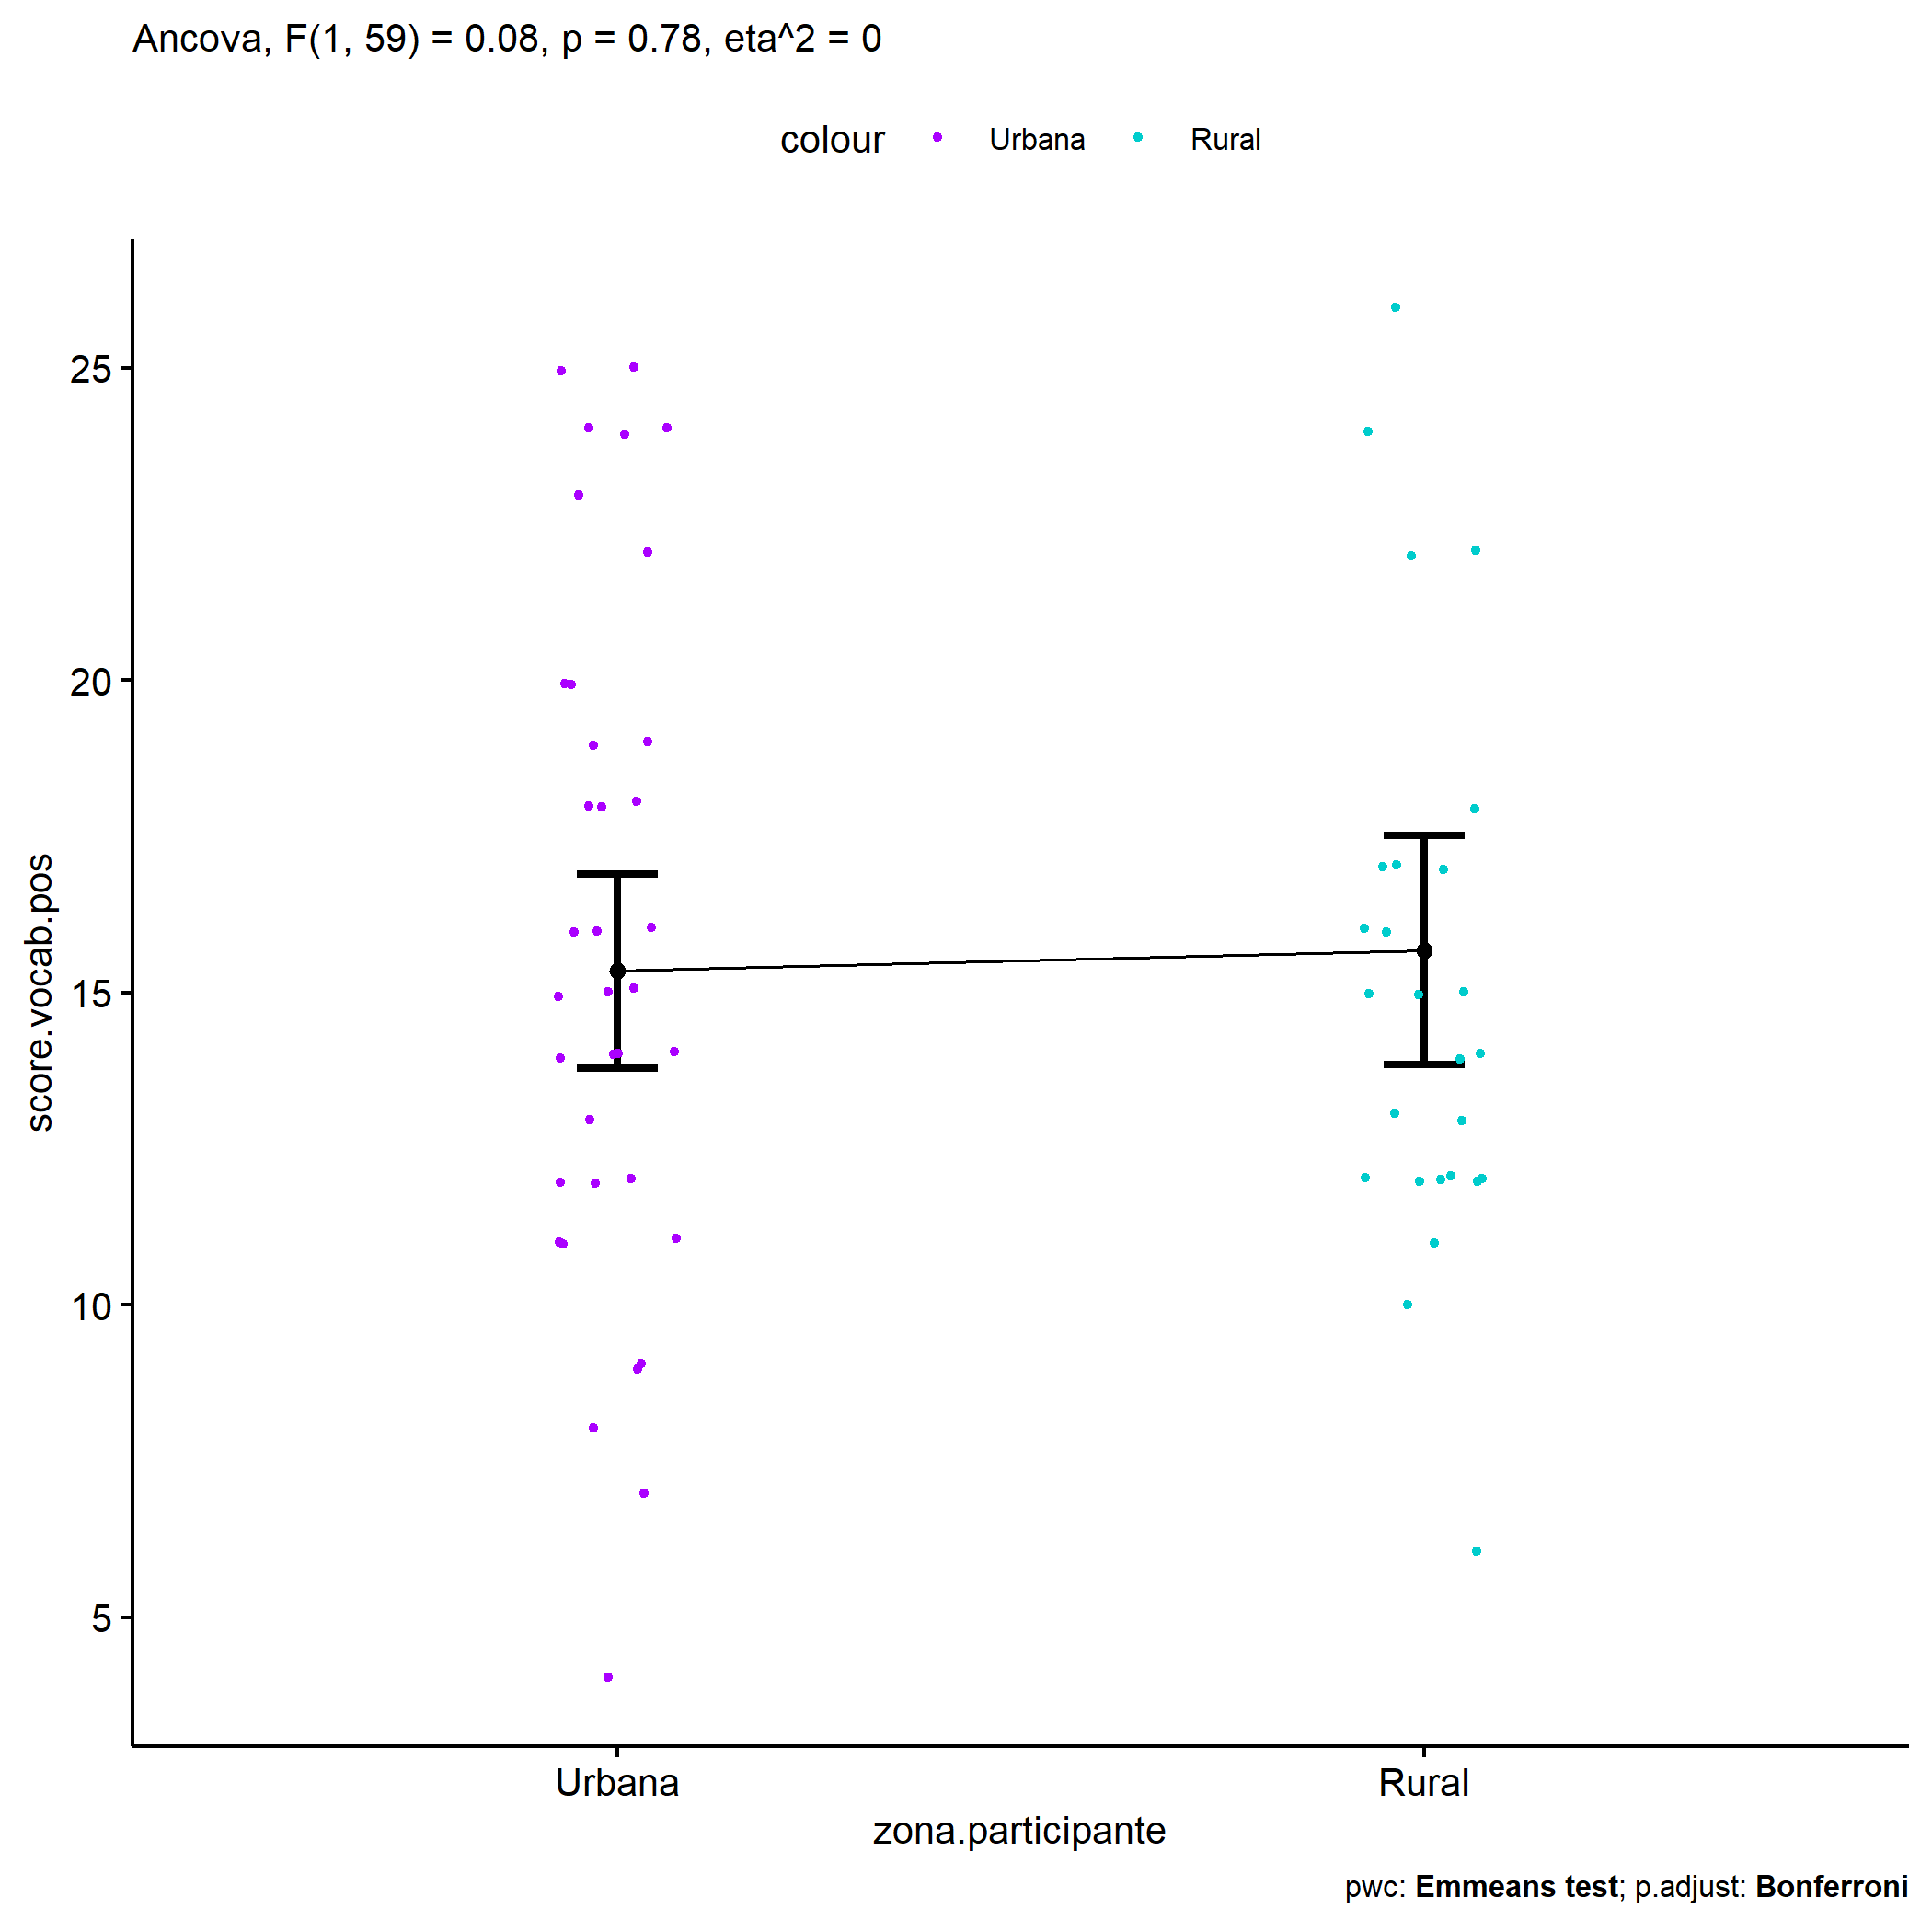 Ancova, F(1, 59) = 0.08, p = 0.78, eta^2 = 0
colour Urbana Rural
25
20
15
10
5
score.vocab.pos
Urbana Rural
zona.participante
pwc: Emmeans test; p.adjust: Bonferroni